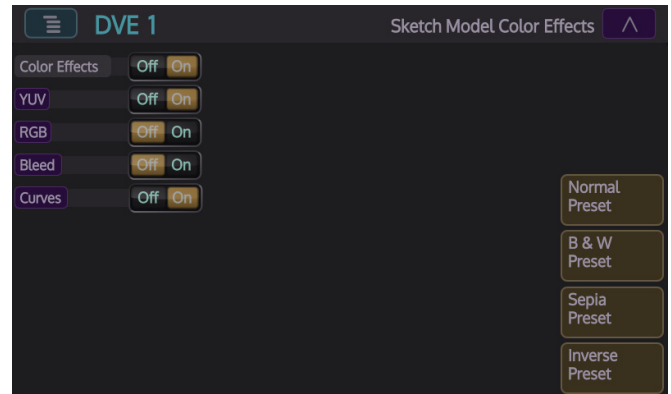 DVE 1
Sketch Model Color Effects
Color Effects Off On
YUV Off On
RGB Off On
Bleed Off On
Curves Off On
Normal
Preset
B & W
Preset
Sepia
Preset
Inverse
Preset